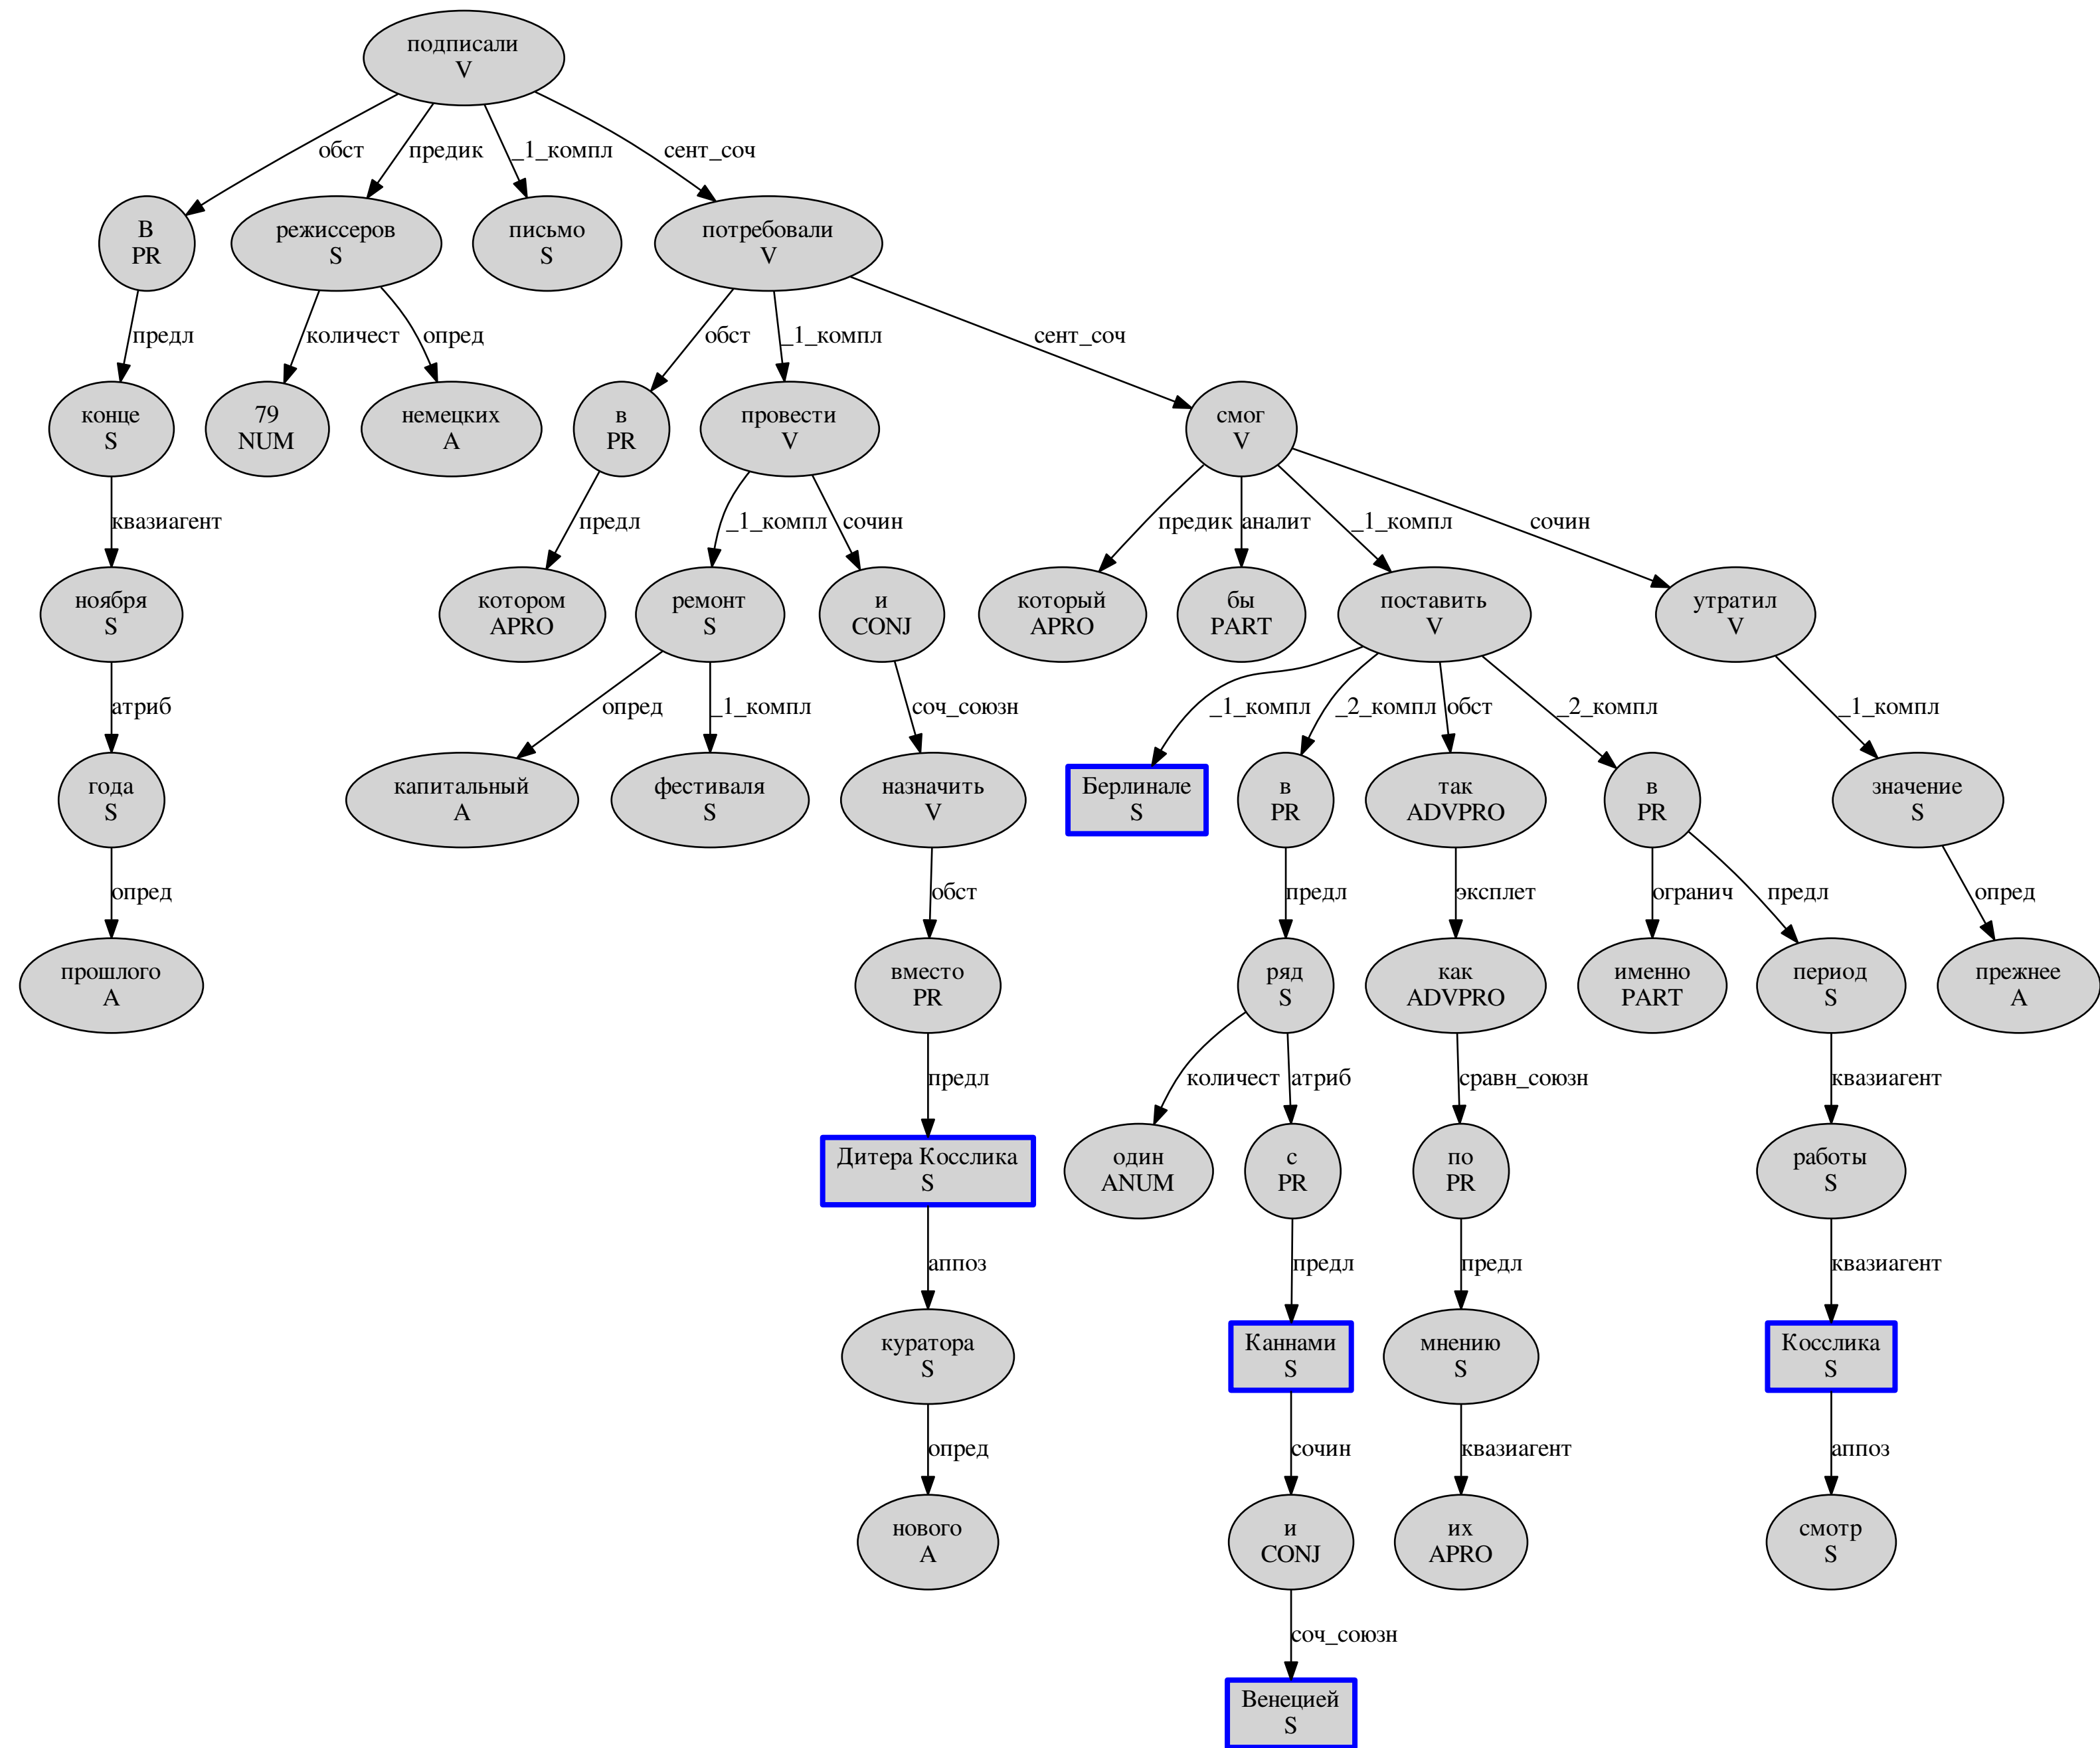 подписали
V
обст
предик
_1_компл
сент_соч
В
PR
режиссеров
S
письмо
S
потребовали
V
предл
количест
опред
обст
_1_компл
сент_соч
конце
S
79
NUM
немецких
A
в
PR
провести
V
смог
V
квазиагент
предл
_1_компл
сочин
предик
аналит
_1_компл
сочин
ноября
S
котором
APRO
ремонт
S
и
CONJ
который
APRO
бы
PART
поставить
V
утратил
V
атриб
опред
_1_компл
соч_союзн
_1_компл
_2_компл
обст
_2_компл
_1_компл
года
S
капитальный
A
фестиваля
S
назначить
V
Берлинале
S
в
PR
так
ADVPRO
в
PR
значение
S
опред
обст
предл
эксплет
огранич
предл
опред
прошлого
A
вместо
PR
ряд
S
как
ADVPRO
именно
PART
период
S
прежнее
A
предл
количест
атриб
сравн_союзн
квазиагент
Дитера Косслика
S
один
ANUM
с
PR
по
PR
работы
S
аппоз
предл
предл
квазиагент
куратора
S
Каннами
S
мнению
S
Косслика
S
опред
сочин
квазиагент
аппоз
нового
A
и
CONJ
их
APRO
смотр
S
соч_союзн
Венецией
S